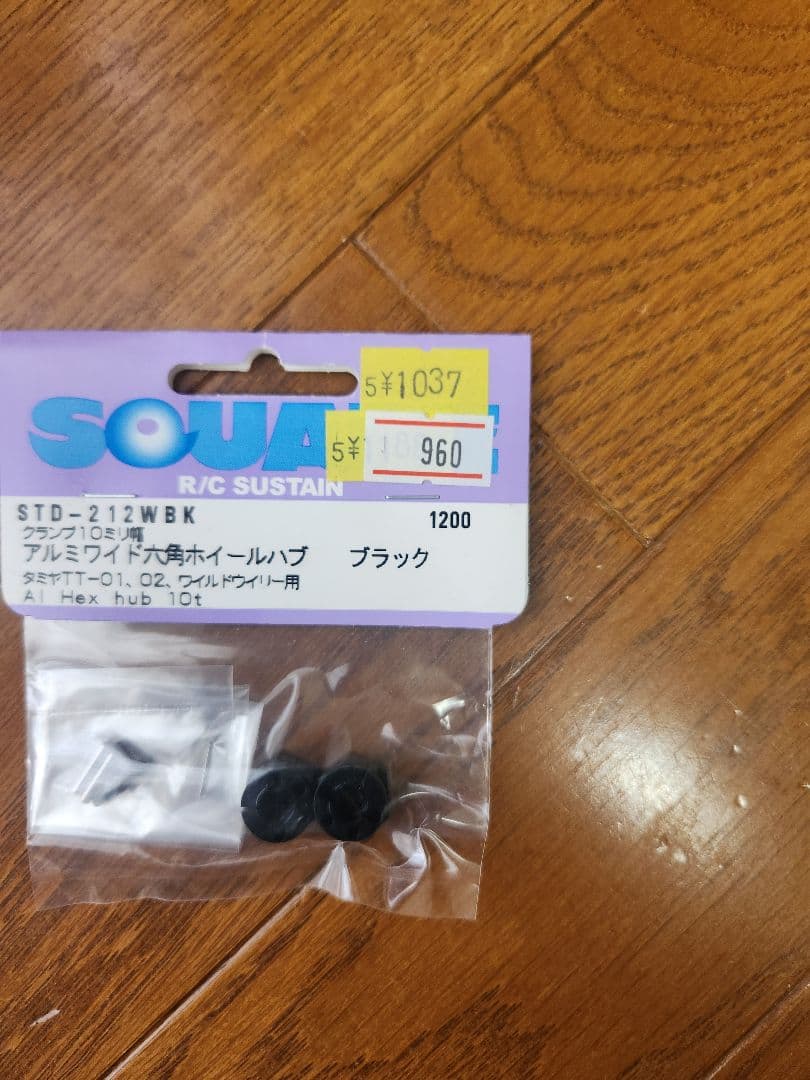 SQUARE
5¥1037
5¥
960
R/C SUSTAIN
STD-212WBK 1200
クランプ10ミリ幅
アルミワイド六角ホイールハブ ブラック
タミヤTT-01、02、ワイルドウイリー用
Al Hex hub 10t